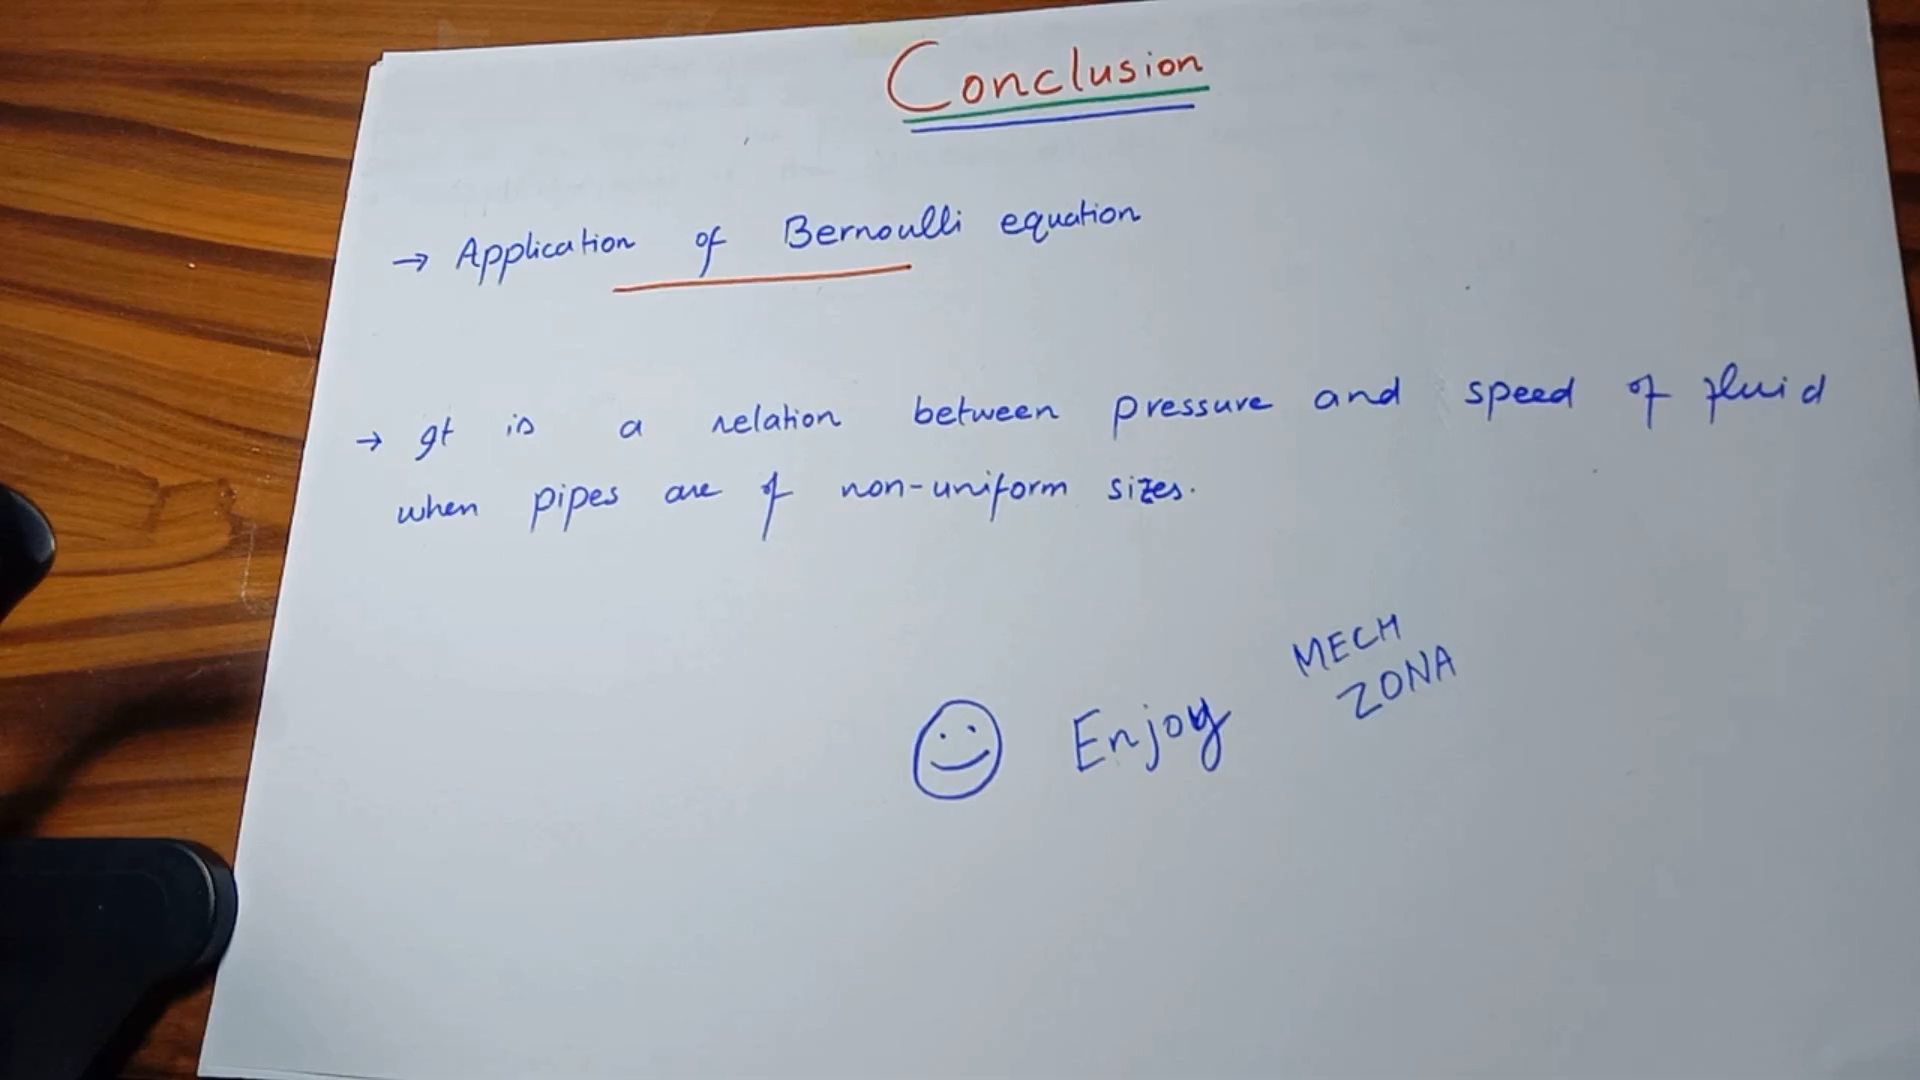 Conclusion
→ Application of Bernoulli equation
→ It is a relation between pressure and speed of fluid
when pipes are of non-uniform sizes.
Enjoy MECH
ZONA